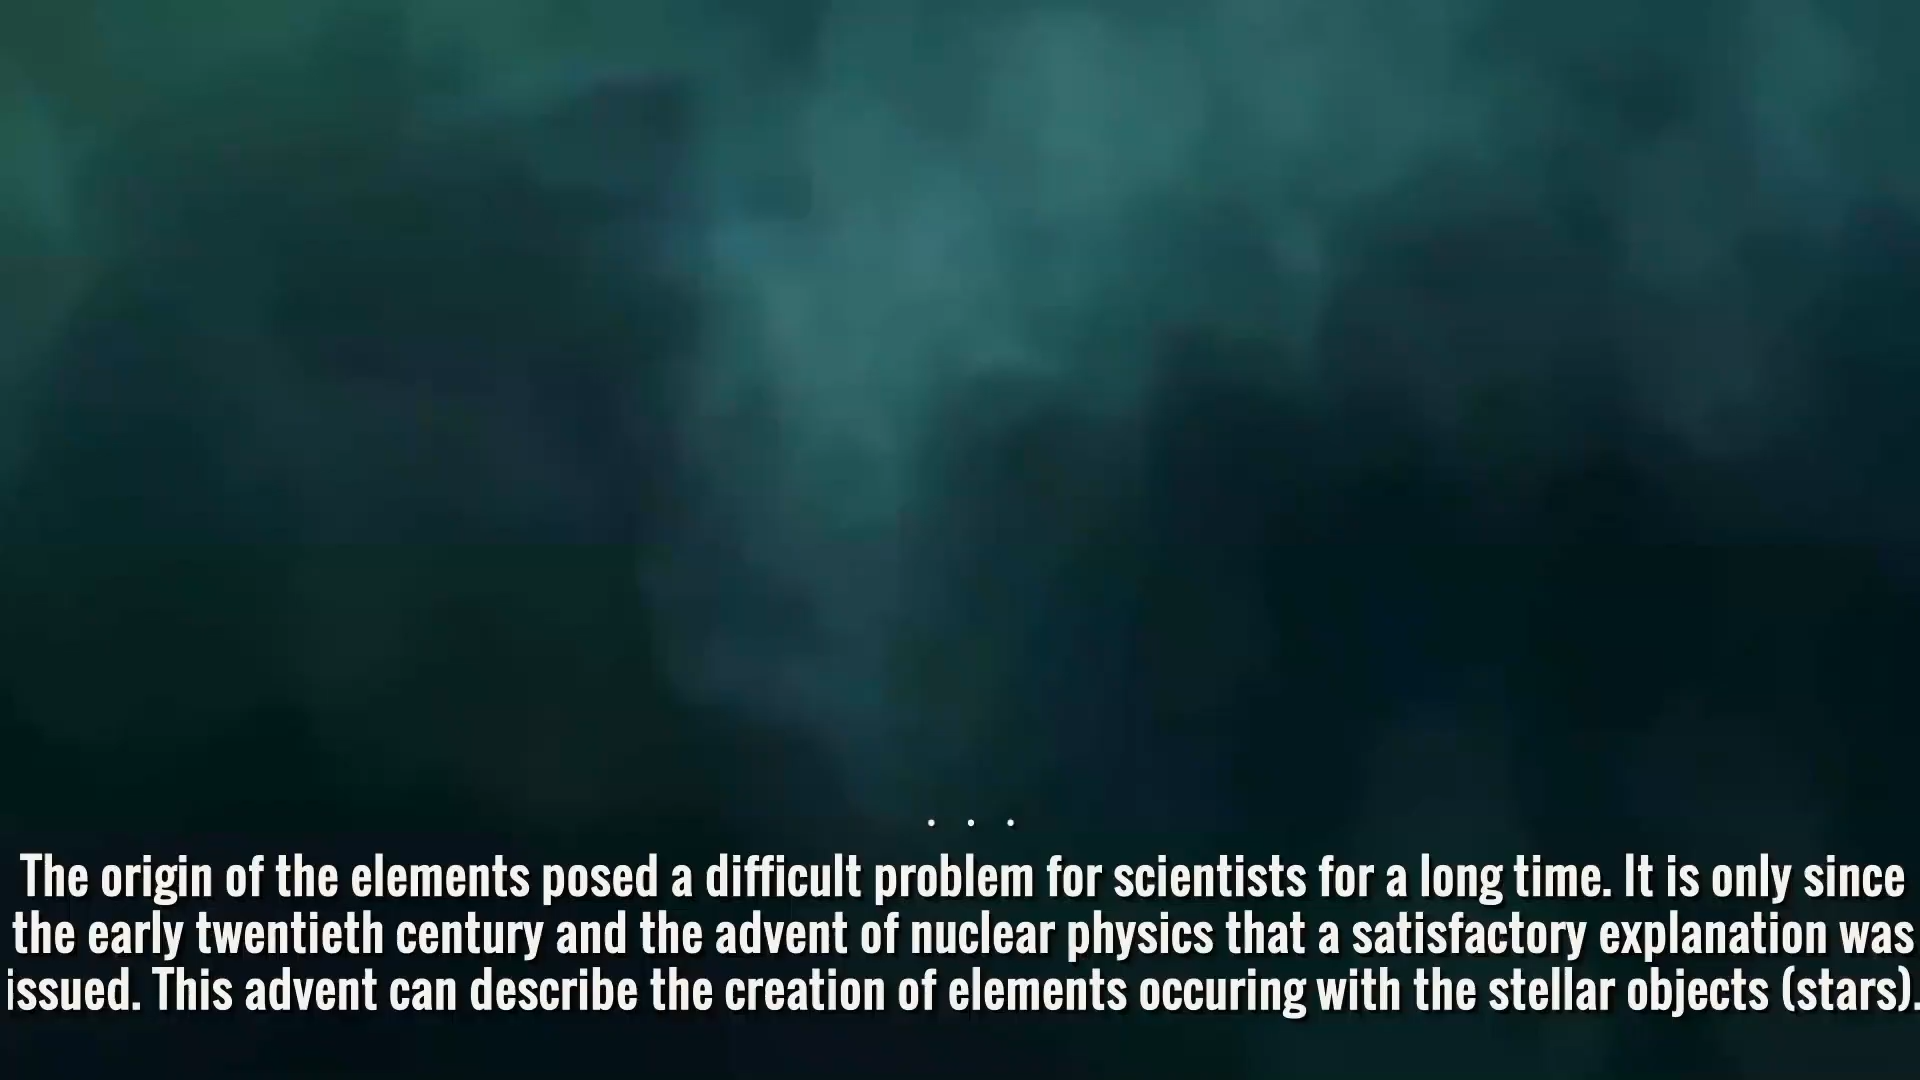 . . .
The origin of the elements posed a difficult problem for scientists for a long time. It is only since
the early twentieth century and the advent of nuclear physics that a satisfactory explanation was
issued. This advent can describe the creation of elements occuring with the stellar objects (stars).